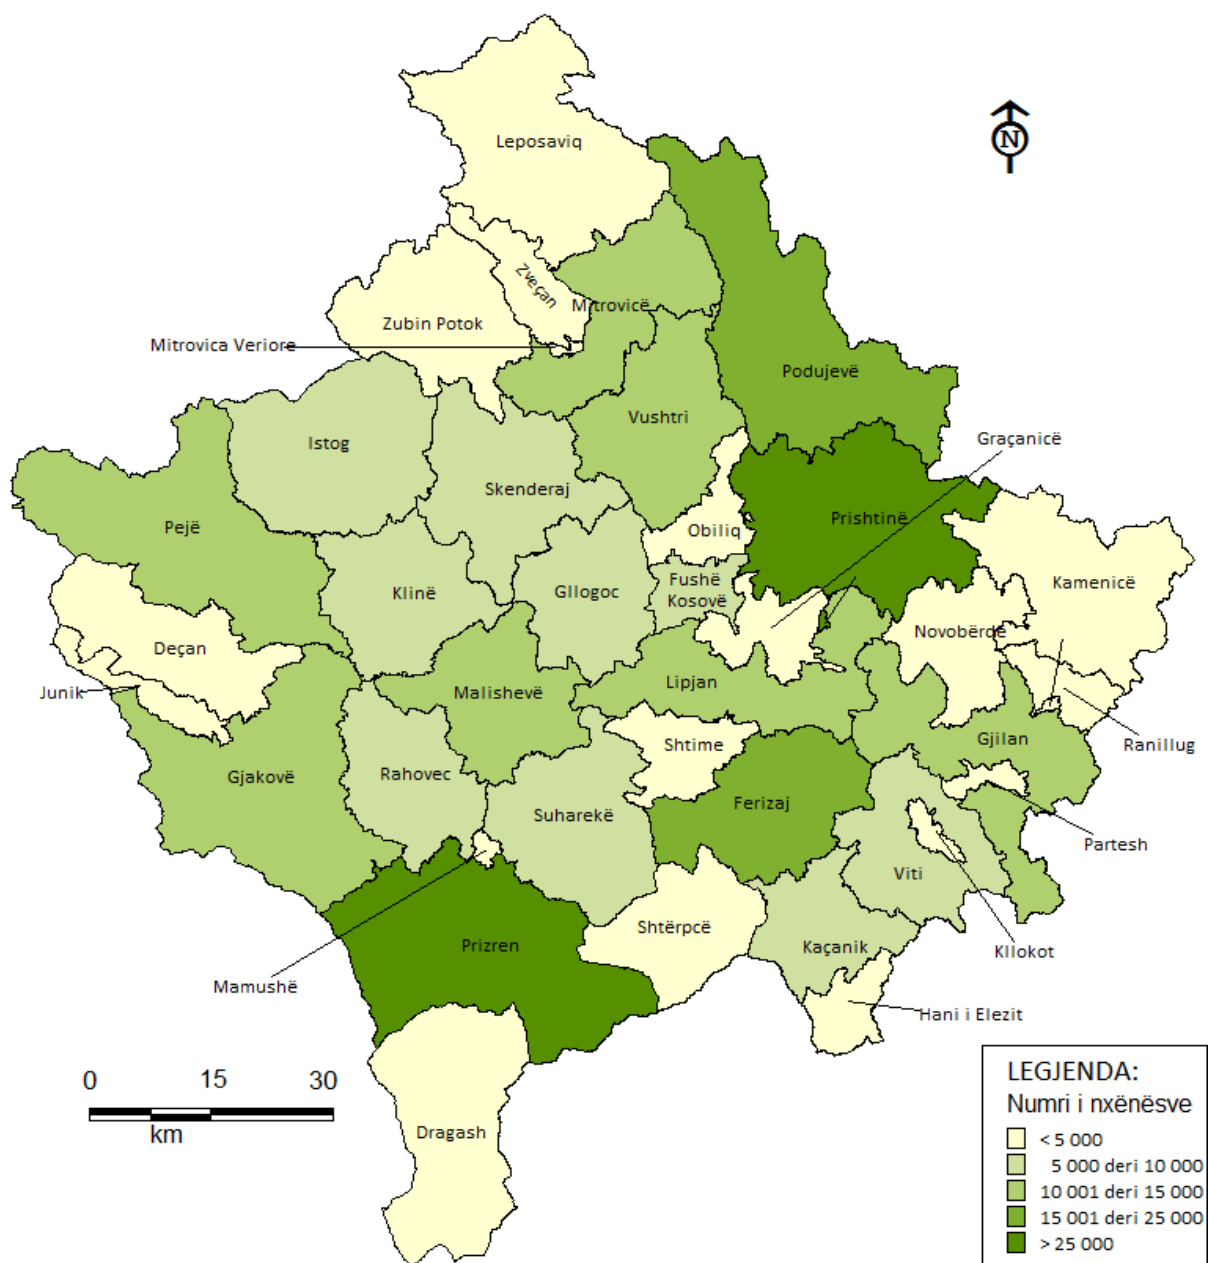 Leposaviq
N
Zveçan
Mitrovicë
Zubin Potok
Mitrovica Veriore
Podujevë
Vushtri
Graçanicë
Istog
Skenderaj
Prishtinë
Pejë
Obiliq
Kamenicë
Klinë
Gllogoc
Fushë
Kosovë
Novobërdë
Deçan
Junik
Malishevë
Lipjan
Ranillug
Shtime
Gjilan
Gjakovë
Rahovec
Ferizaj
Suharekë
Partesh
Viti
Shtërpcë
Kaçanik
Prizren
Kllokot
Mamushë
Hani i Elezit
Dragash
0 15 30
km
LEGJENDA:
Numri i nxënësve
< 5 000
5 000 deri 10 000
10 001 deri 15 000
15 001 deri 25 000
> 25 000